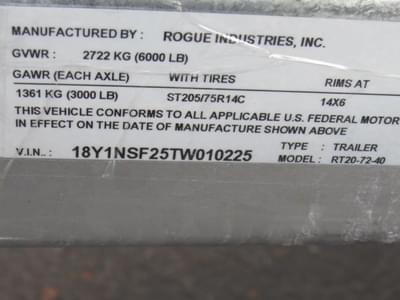 MANUFACTURED BY: ROGUE INDUSTRIES, INC.
GVWR: 2722 KG (6000 LB)
GAWR (EACH AXLE) WITH TIRES RIMS AT
1361 KG (3000 LB) ST205/75R14C 14X6
THIS VEHICLE CONFORMS TO ALL APPLICABLE U.S. FEDERAL MOTOR
IN EFFECT ON THE DATE OF MANUFACTURE SHOWN ABOVE
V.I.N.: 18Y1NSF25TW010225 TYPE : TRAILER
MODEL: RT20-72-40